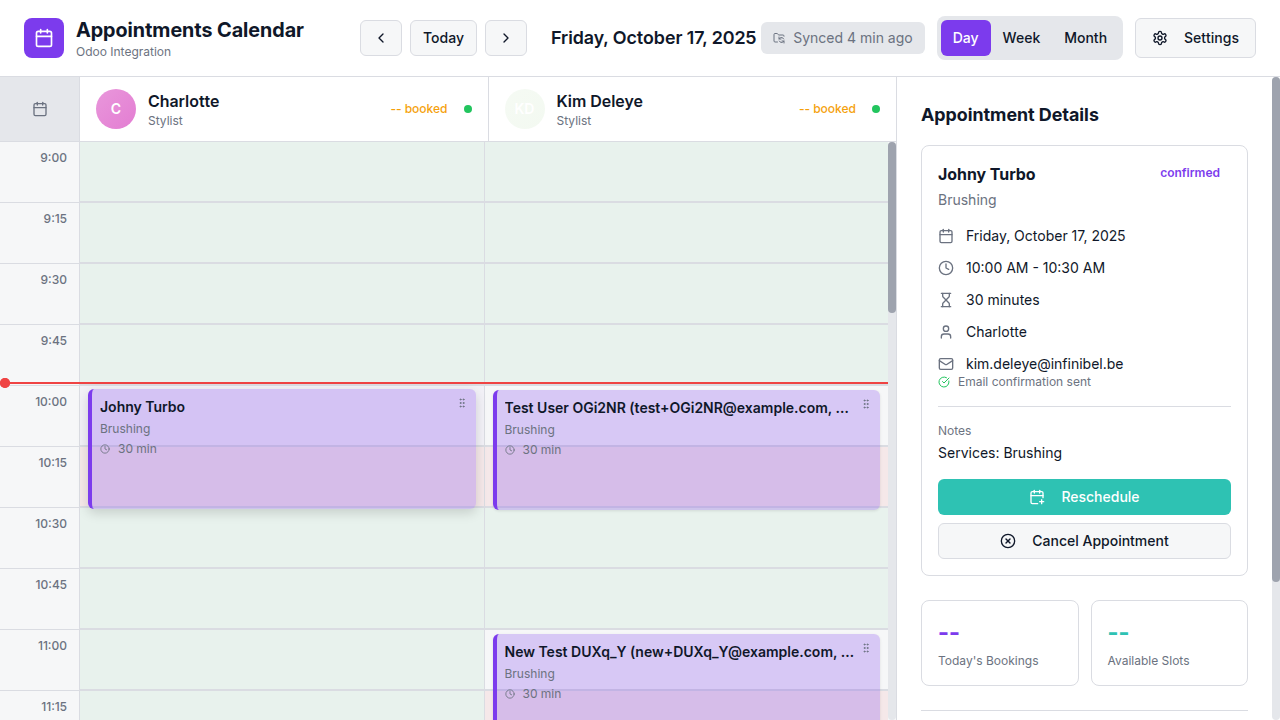 Appointments Calendar
Odoo Integration
Today
Friday, October 17, 2025
Synced 4 min ago
Day
Week
Month
Settings
C
Charlotte
Stylist
-- booked
KD
Kim Deleye
Stylist
-- booked
9:00
9:15
9:30
9:45
10:00
10:15
10:30
10:45
11:00
11:15
Johny Turbo
Brushing
30 min
Test User OGi2NR (test+OGi2NR@example.com, ...
Brushing
30 min
New Test DUXq_Y (new+DUXq_Y@example.com, ...
Brushing
30 min
Appointment Details
Johny Turbo
confirmed
Brushing
Friday, October 17, 2025
10:00 AM - 10:30 AM
30 minutes
Charlotte
kim.deleye@infinibel.be
Email confirmation sent
Notes
Services: Brushing
Reschedule
Cancel Appointment
--
Today's Bookings
--
Available Slots